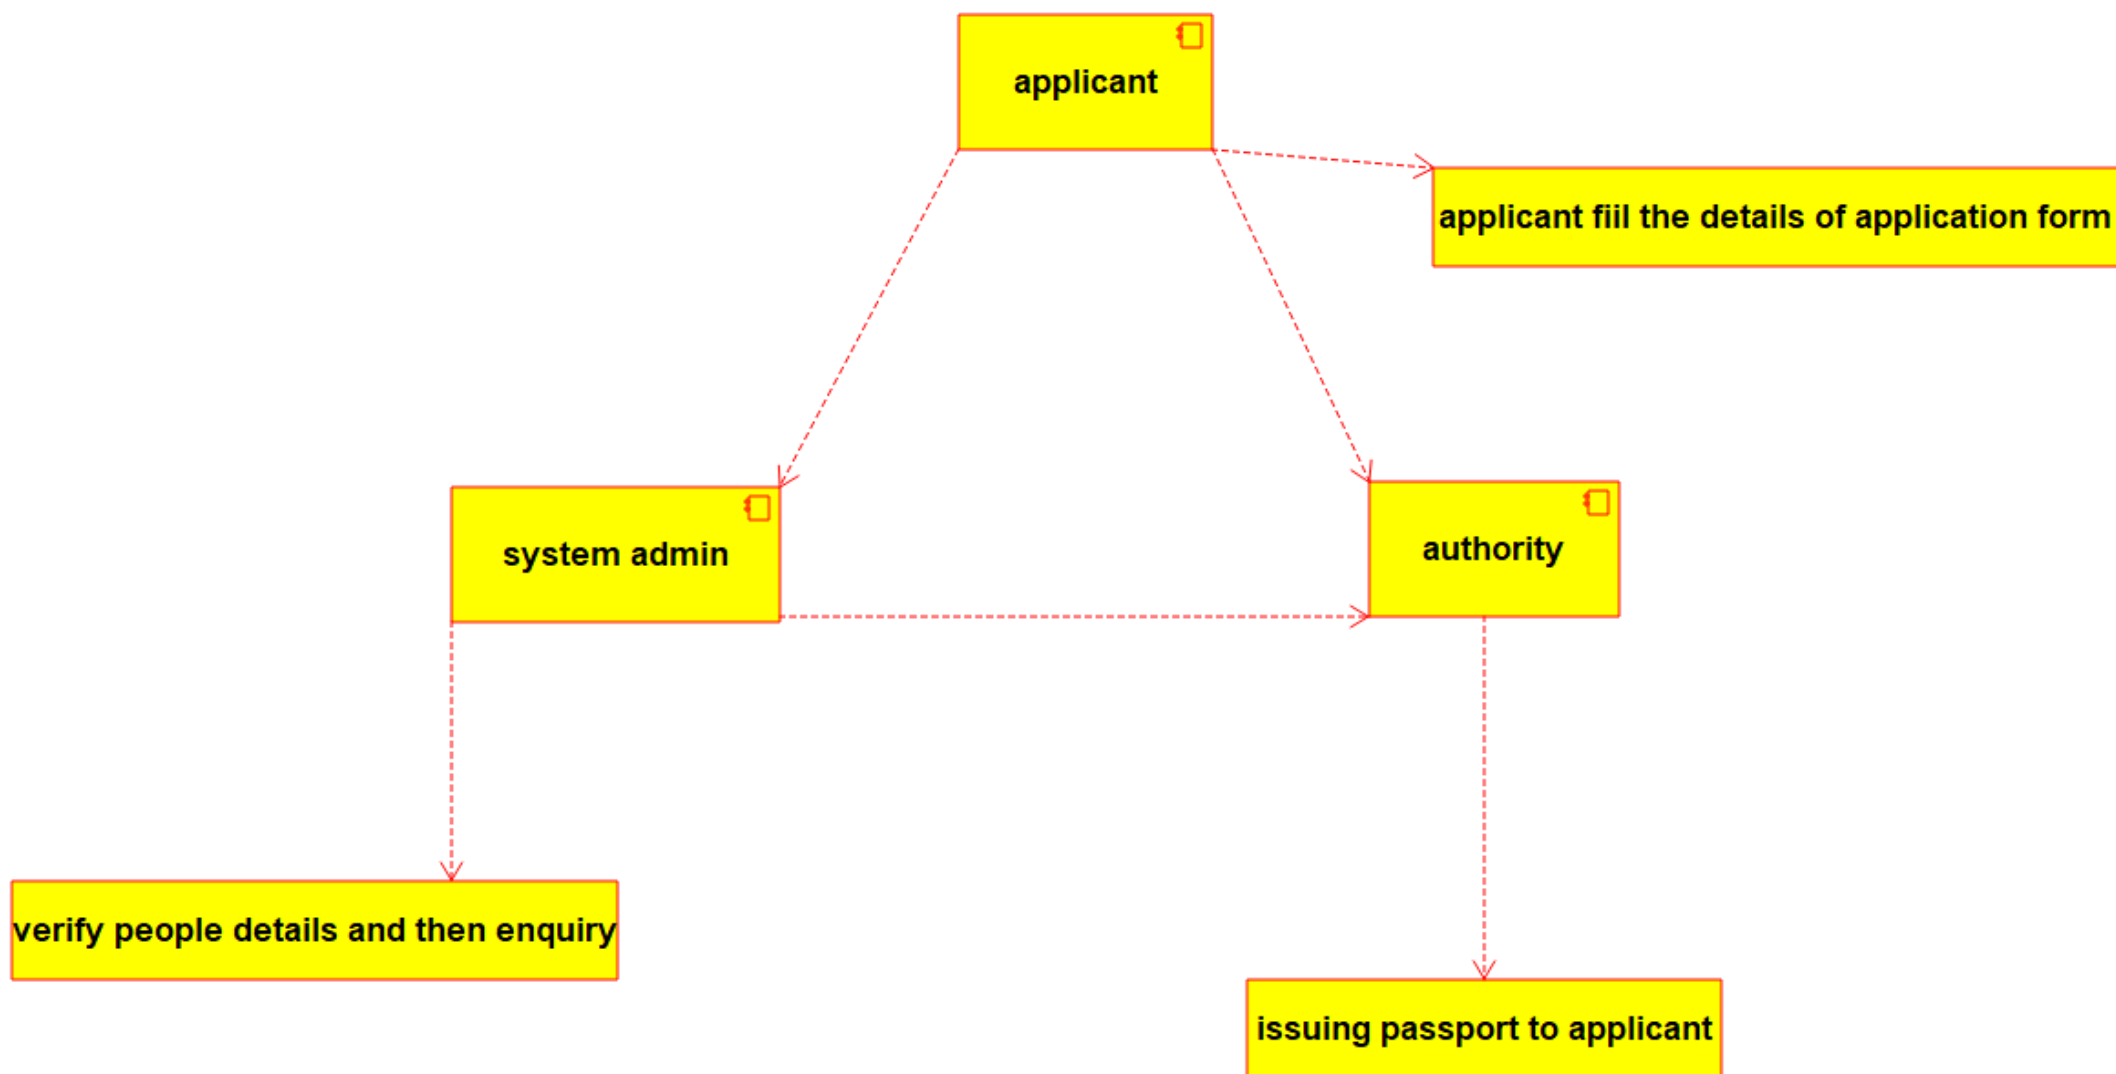 applicant
applicant fiil the details of application form
system admin
authority
verify people details and then enquiry
issuing passport to applicant